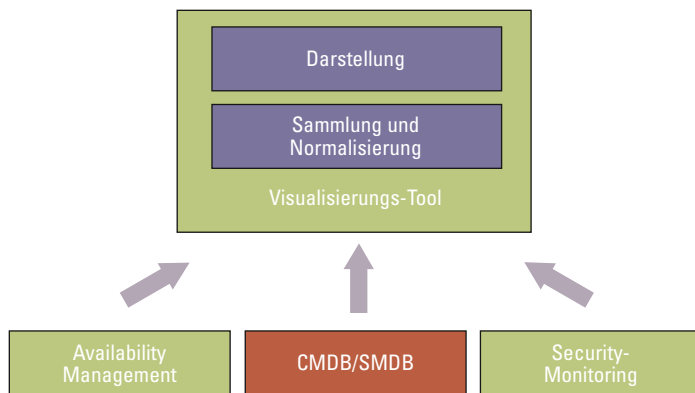 Darstellung
Sammlung und
Normalisierung
Visualisierungs-Tool
Availability
Management
CMDB/SMDB
Security-
Monitoring